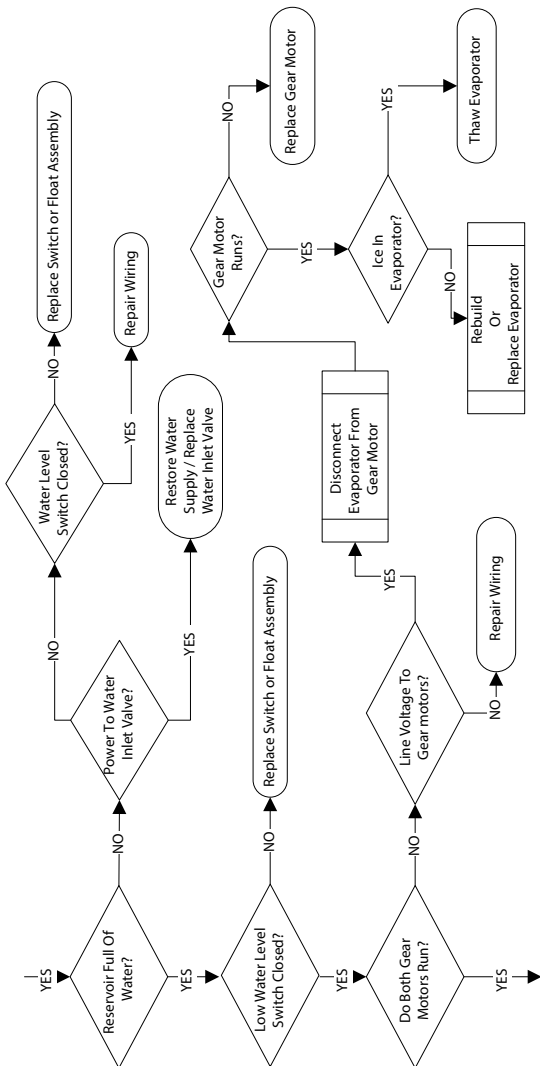 YES
Reservoir Full Of
Water?
NO
Power To Water
Inlet Valve?
NO
Water Level
Switch Closed?
NO
Replace Switch or Float Assembly
YES
Repair Wiring
YES
Restore Water
Supply / Replace
Water Inlet Valve
YES
Low Water Level
Switch Closed?
NO
Replace Switch or Float Assembly
YES
Do Both Gear
Motors Run?
NO
Line Voltage To
Gear motors?
NO
Repair Wiring
YES
Disconnect
Evaporator From
Gear Motor
Gear Motor
Runs?
NO
Replace Gear Motor
YES
Ice In
Evaporator?
YES
Thaw Evaporator
NO
Rebuild
Or
Replace Evaporator
YES